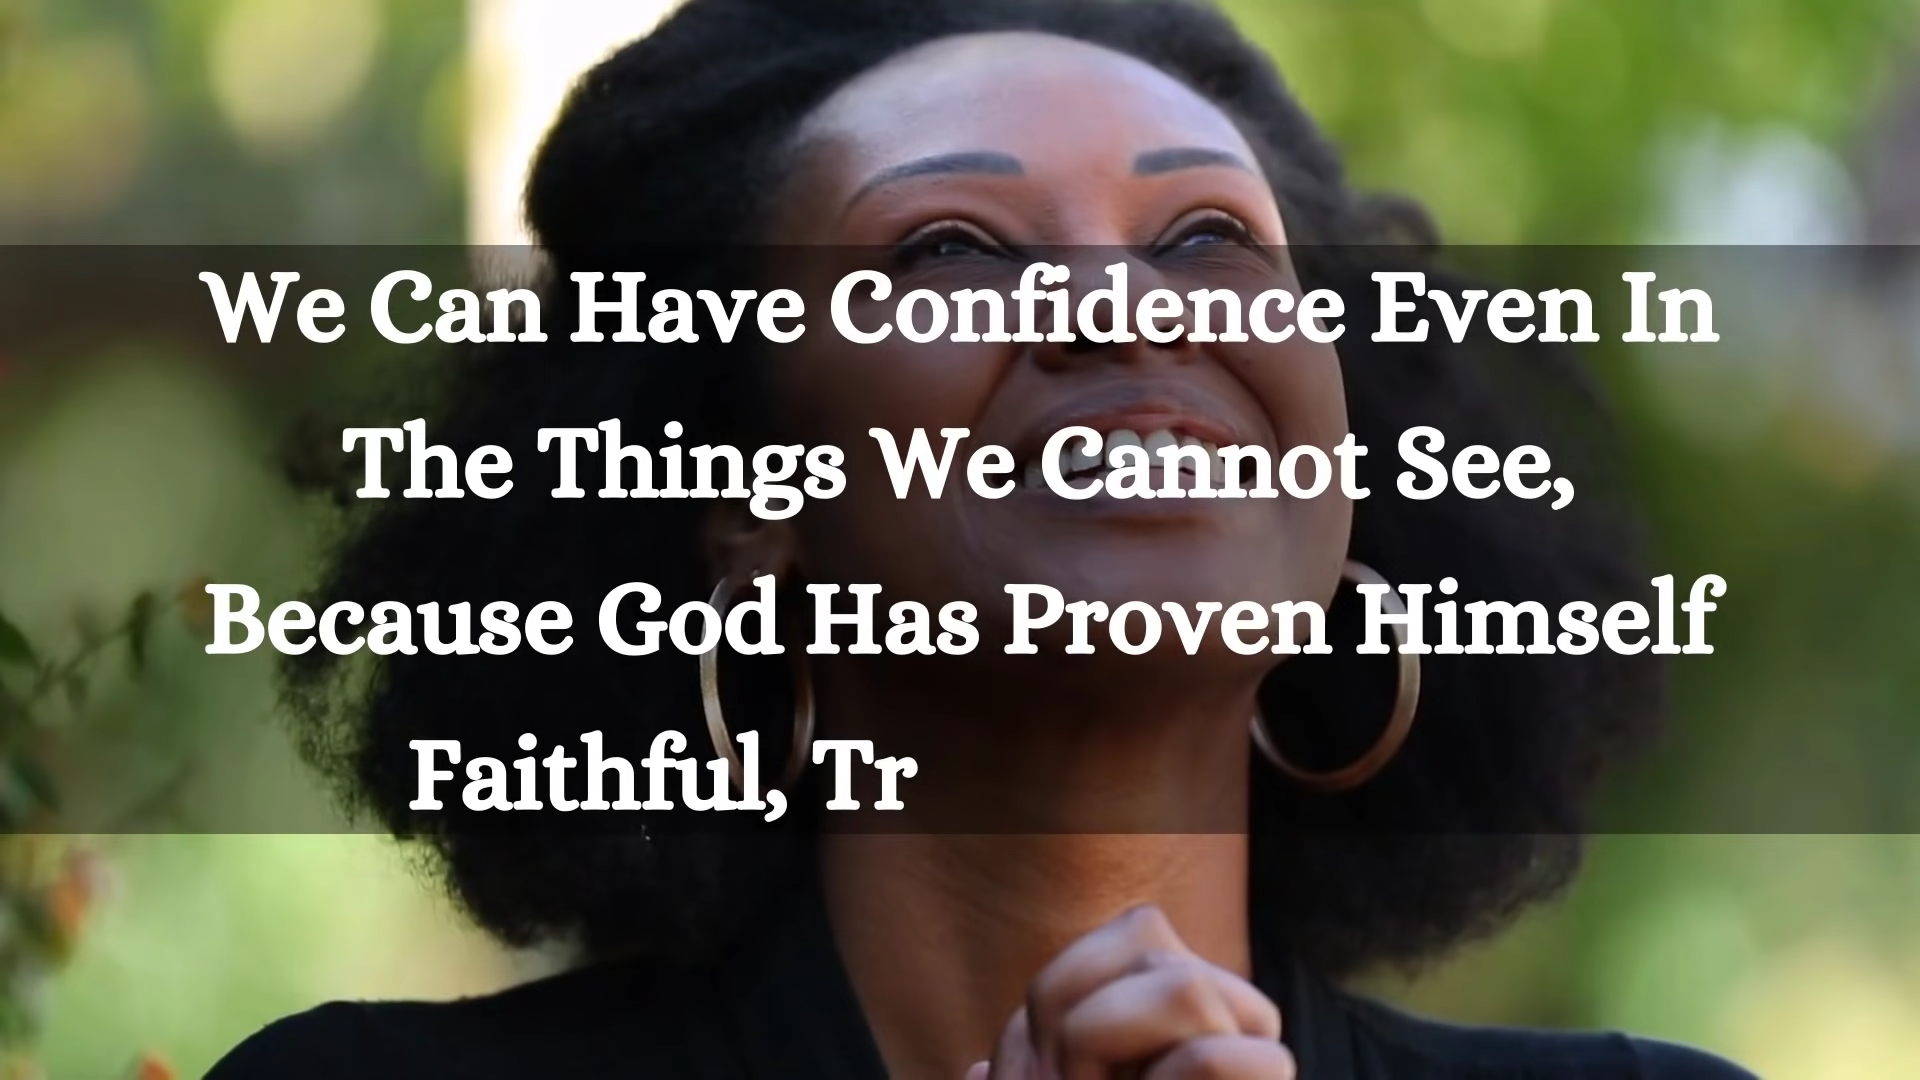 We Can Have Confidence Even In
The Things We Cannot See,
Because God Has Proven Himself
Faithful, Tr